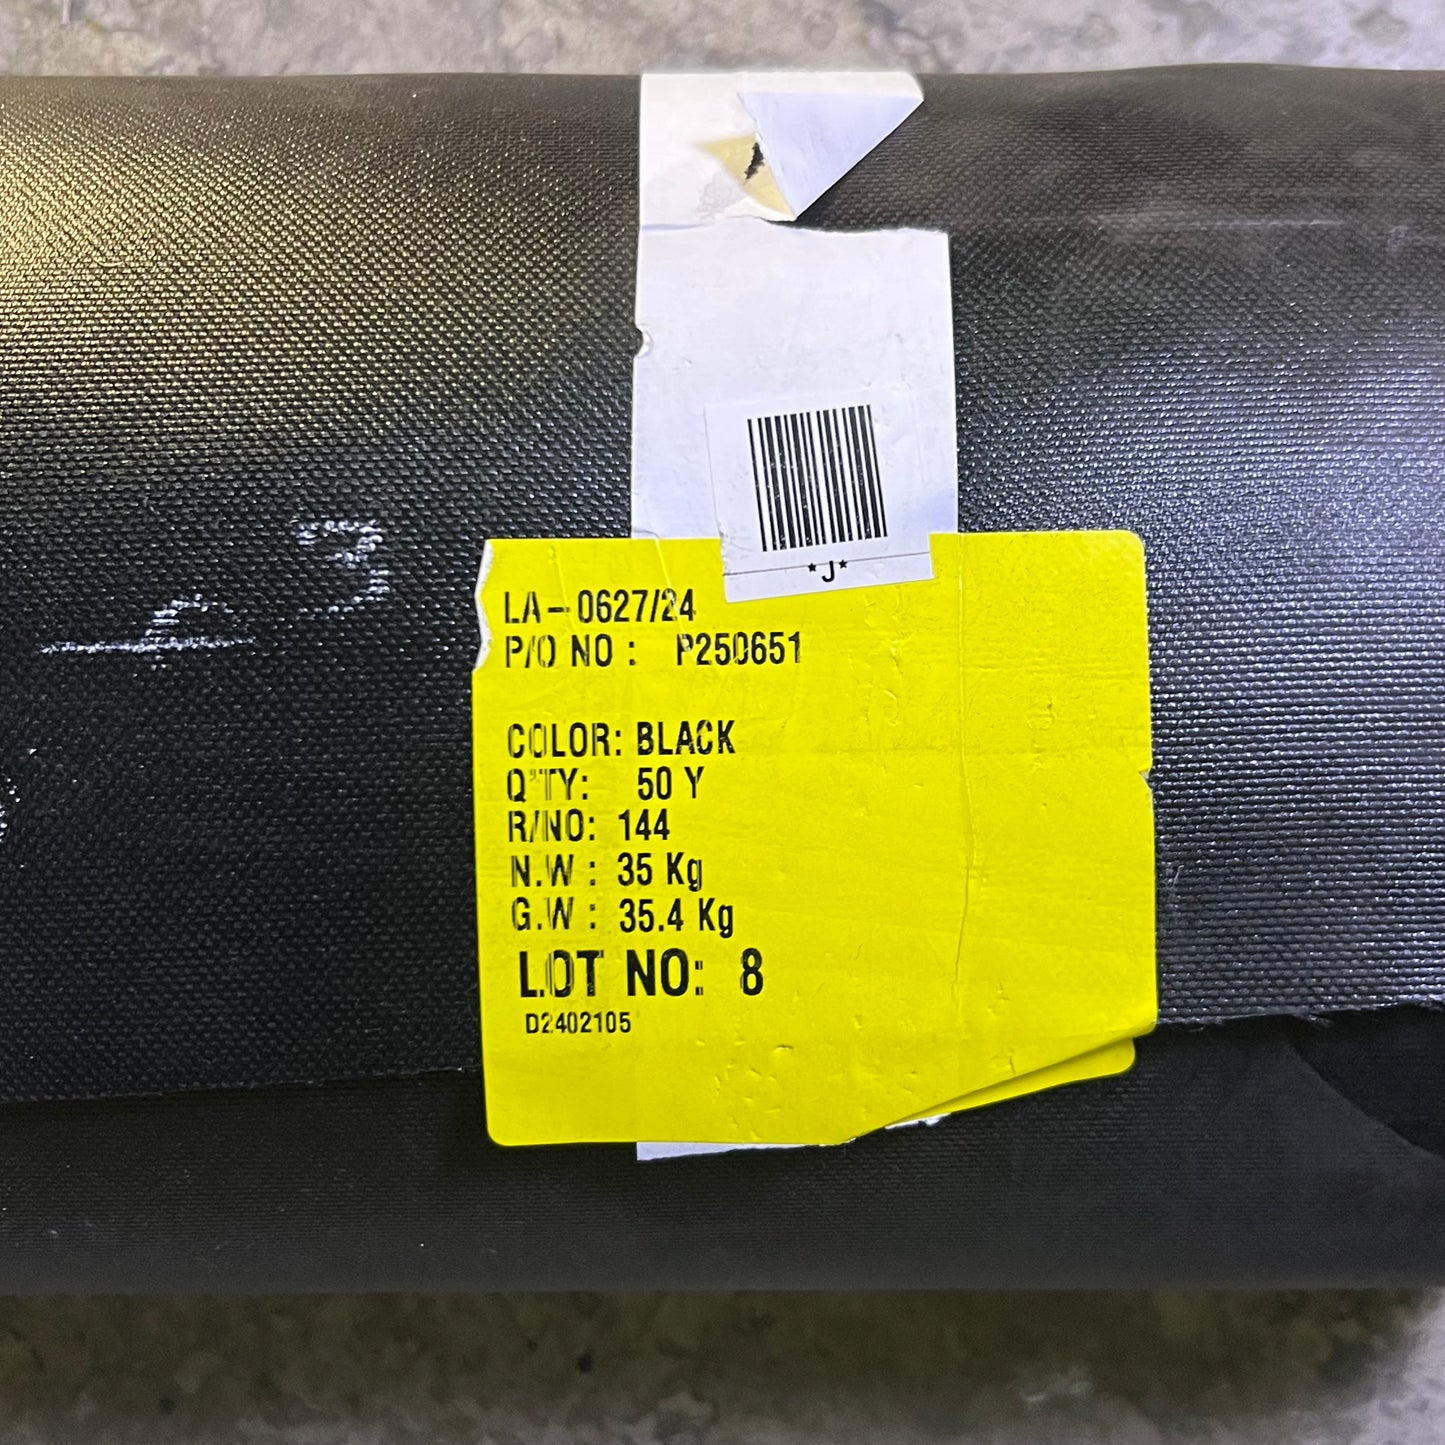 *J*
LA-0627/24
P/O NO : P250651
COLOR: BLACK
Q'TY: 50 Y
R/NO: 144
N.W : 35 Kg
G.W : 35.4 Kg
LOT NO: 8
D2402105